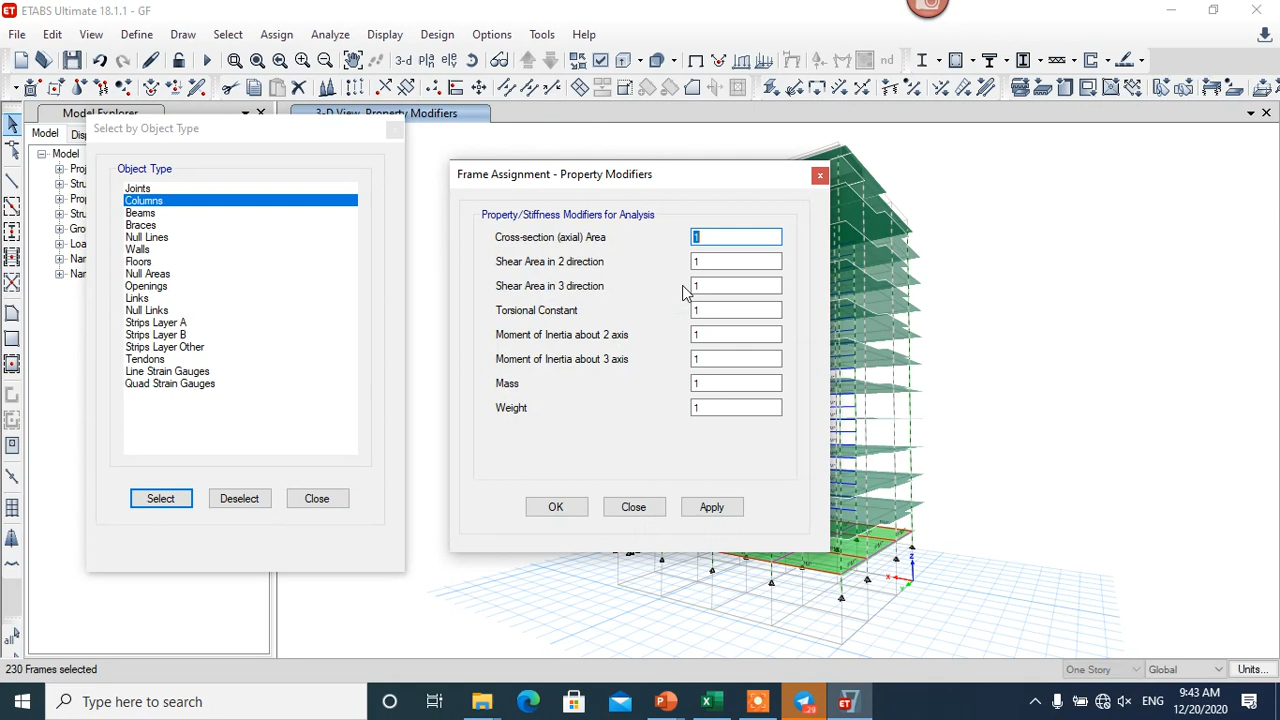 ETABS Ultimate 18.1.1 - GF
File Edit View Define Draw Select Assign Analyze Display Design Options Tools Help
3-d
nd
Model Explorer
3-D View Property Modifiers
Model
Select by Object Type
Model
Object Type
Joints
Columns
Beams
Braces
Null Lines
Walls
Floors
Null Areas
Openings
Links
Null Links
Strips Layer A
Strips Layer B
Strips Layer Other
Tendons
Line Strain Gauges
Quad Strain Gauges
Select Deselect Close
Frame Assignment - Property Modifiers
Property/Stiffness Modifiers for Analysis
Cross-section (axial) Area 1
Shear Area in 2 direction 1
Shear Area in 3 direction 1
Torsional Constant 1
Moment of Inertia about 2 axis 1
Moment of Inertia about 3 axis 1
Mass 1
Weight 1
OK Close Apply
Z
X
all
230 Frames selected
One Story Global Units...
Type here to search
ENG
9:43 AM
12/20/2020